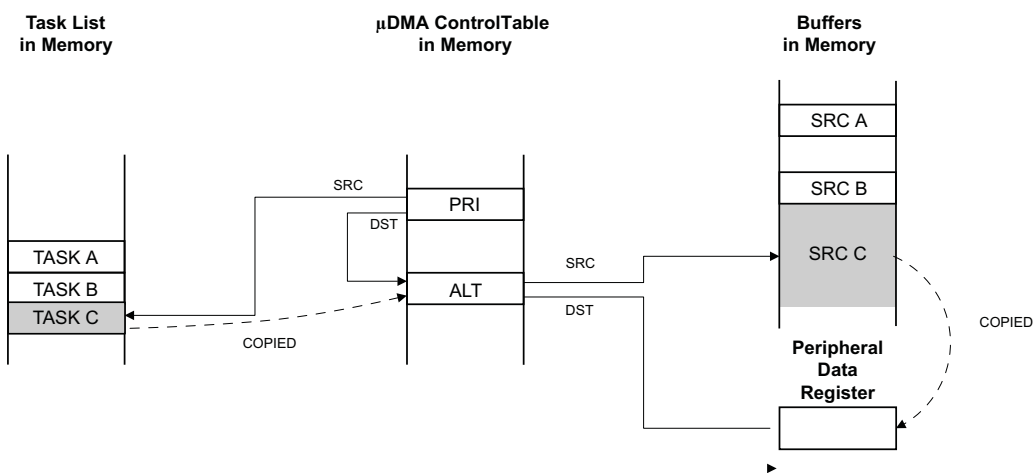 Task List
in Memory
µDMA ControlTable
in Memory
Buffers
in Memory
SRC A
SRC B
SRC C
SRC
PRI
DST
TASK A
TASK B
TASK C
ALT
SRC
DST
COPIED
COPIED
Peripheral
Data
Register